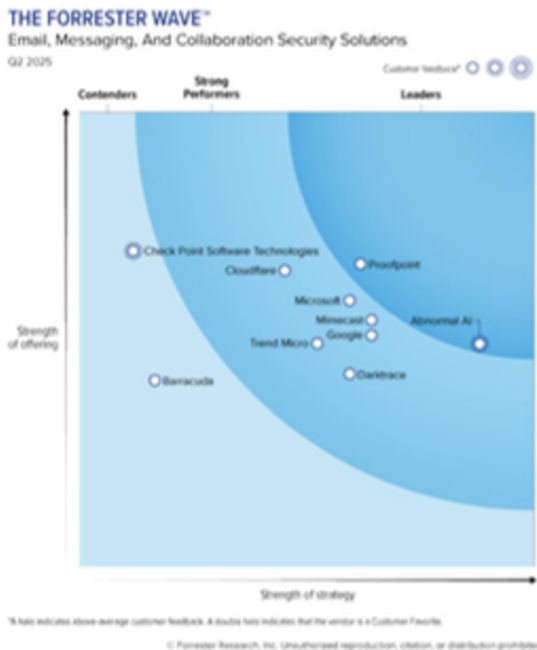 THE FORRESTER WAVE™
Email, Messaging, And Collaboration Security Solutions
Q2 2025
Customer feedback*
Contenders
Strong
Performers
Leaders
Check Point Software Technologies
Cloudflare
Proofpoint
Microsoft
Mimecast
Abnormal AI
Google
Trend Micro
Darktrace
Barracuda
Strength
of offering
Strength of strategy
*A halo indicates above-average customer feedback. A double halo indicates that the vendor is a Customer Favorite.
© Forrester Research, Inc. Unauthorized reproduction, citation, or distribution prohibited